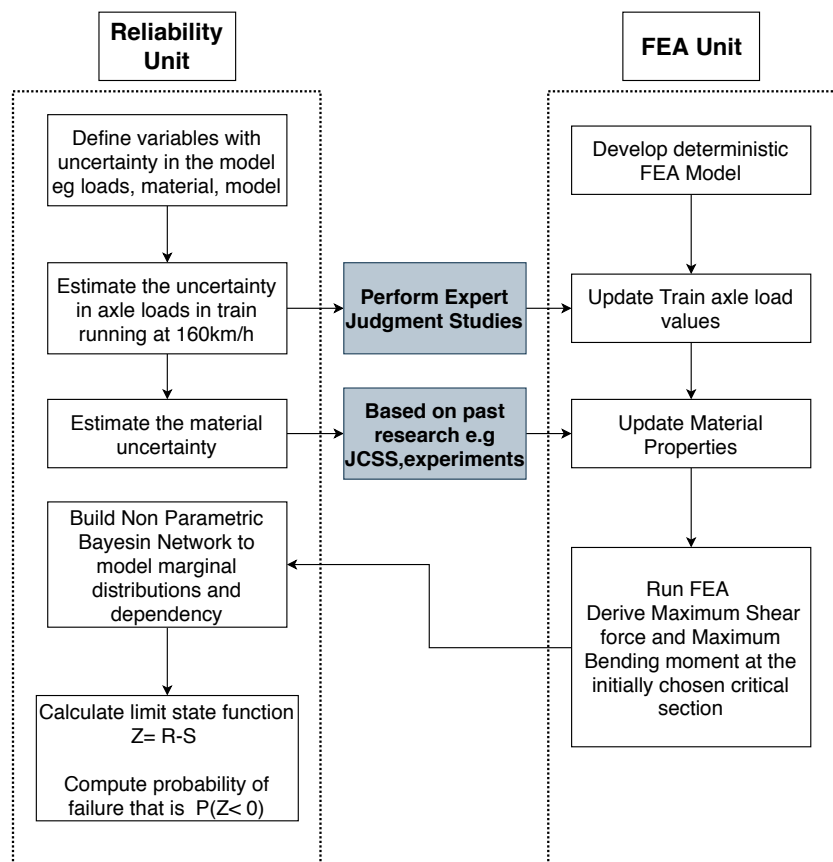 Reliability
Unit
FEA Unit
Define variables with
uncertainty in the model
eg loads, material, model
Develop deterministic
FEA Model
Estimate the uncertainty
in axle loads in train
running at 160km/h
Perform Expert
Judgment Studies
Update Train axle load
values
Estimate the material
uncertainty
Based on past
research e.g
JCSS,experiments
Update Material
Properties
Build Non Parametric
Bayesin Network to
model marginal
distributions and
dependency
Run FEA
Derive Maximum Shear
force and Maximum
Bending moment at the
initially chosen critical
section
Calculate limit state function
Z= R-S
Compute probability of
failure that is P(Z< 0)